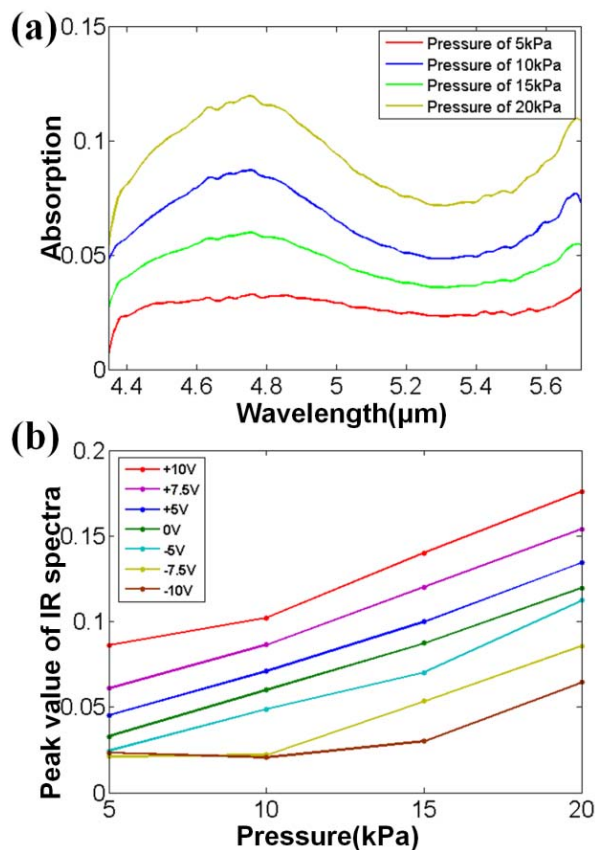 (a)
0.15
0.1
0.05
0
Absorption
Pressure of 5kPa
Pressure of 10kPa
Pressure of 15kPa
Pressure of 20kPa
4.4 4.6 4.8 5 5.2 5.4 5.6
Wavelength(µm)
(b)
0.2
0.15
0.1
0.05
0
Peak value of IR spectra
+10V
+7.5V
+5V
0V
-5V
-7.5V
-10V
5 10 15 20
Pressure(kPa)